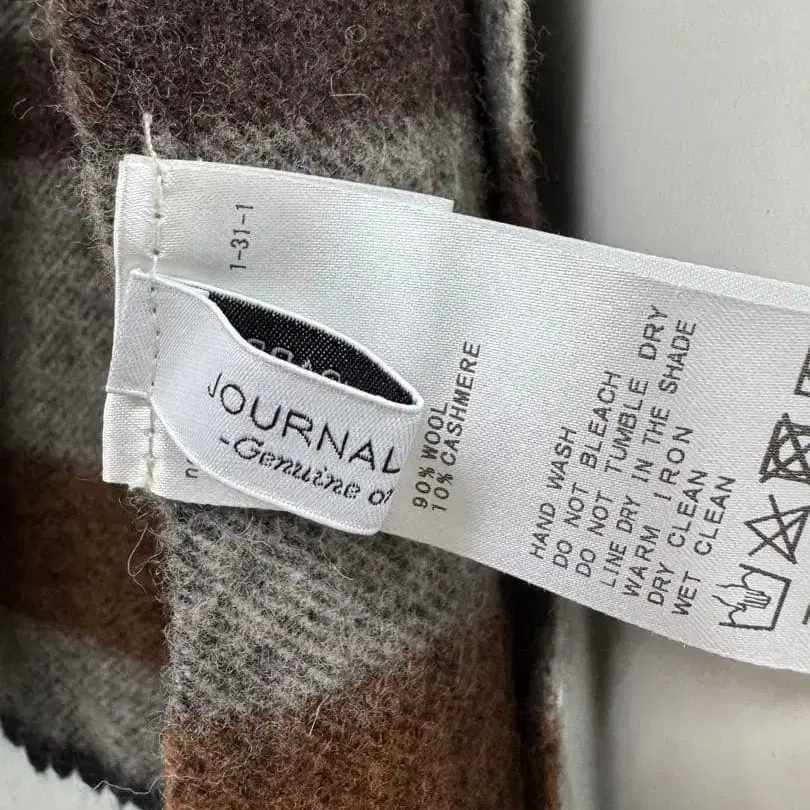 1-31-1
JOURNAL
-Genuine of
90% WOOL
10% CASHMERE
HAND WASH
DO NOT BLEACH
DO NOT TUMBLE DRY
LINE DRY IN THE SHADE
WARM IRON
DRY CLEAN
WET CLEAN